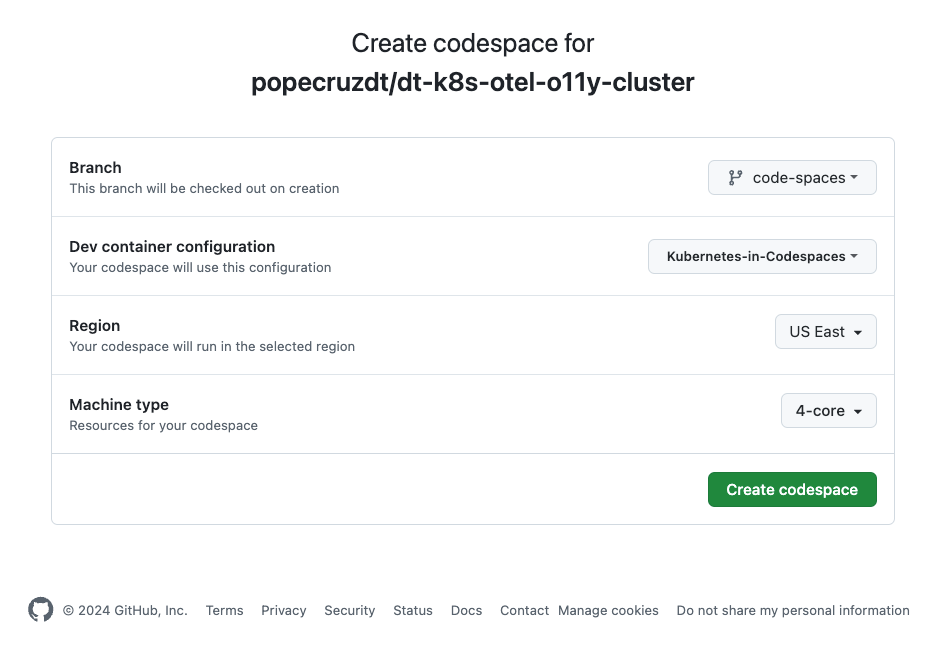 Create codespace for
popecruzdt/dt-k8s-otel-o11y-cluster
Branch
This branch will be checked out on creation
code-spaces
Dev container configuration
Your codespace will use this configuration
Kubernetes-in-Codespaces
Region
Your codespace will run in the selected region
US East
Machine type
Resources for your codespace
4-core
Create codespace
© 2024 GitHub, Inc. Terms Privacy Security Status Docs Contact Manage cookies Do not share my personal information